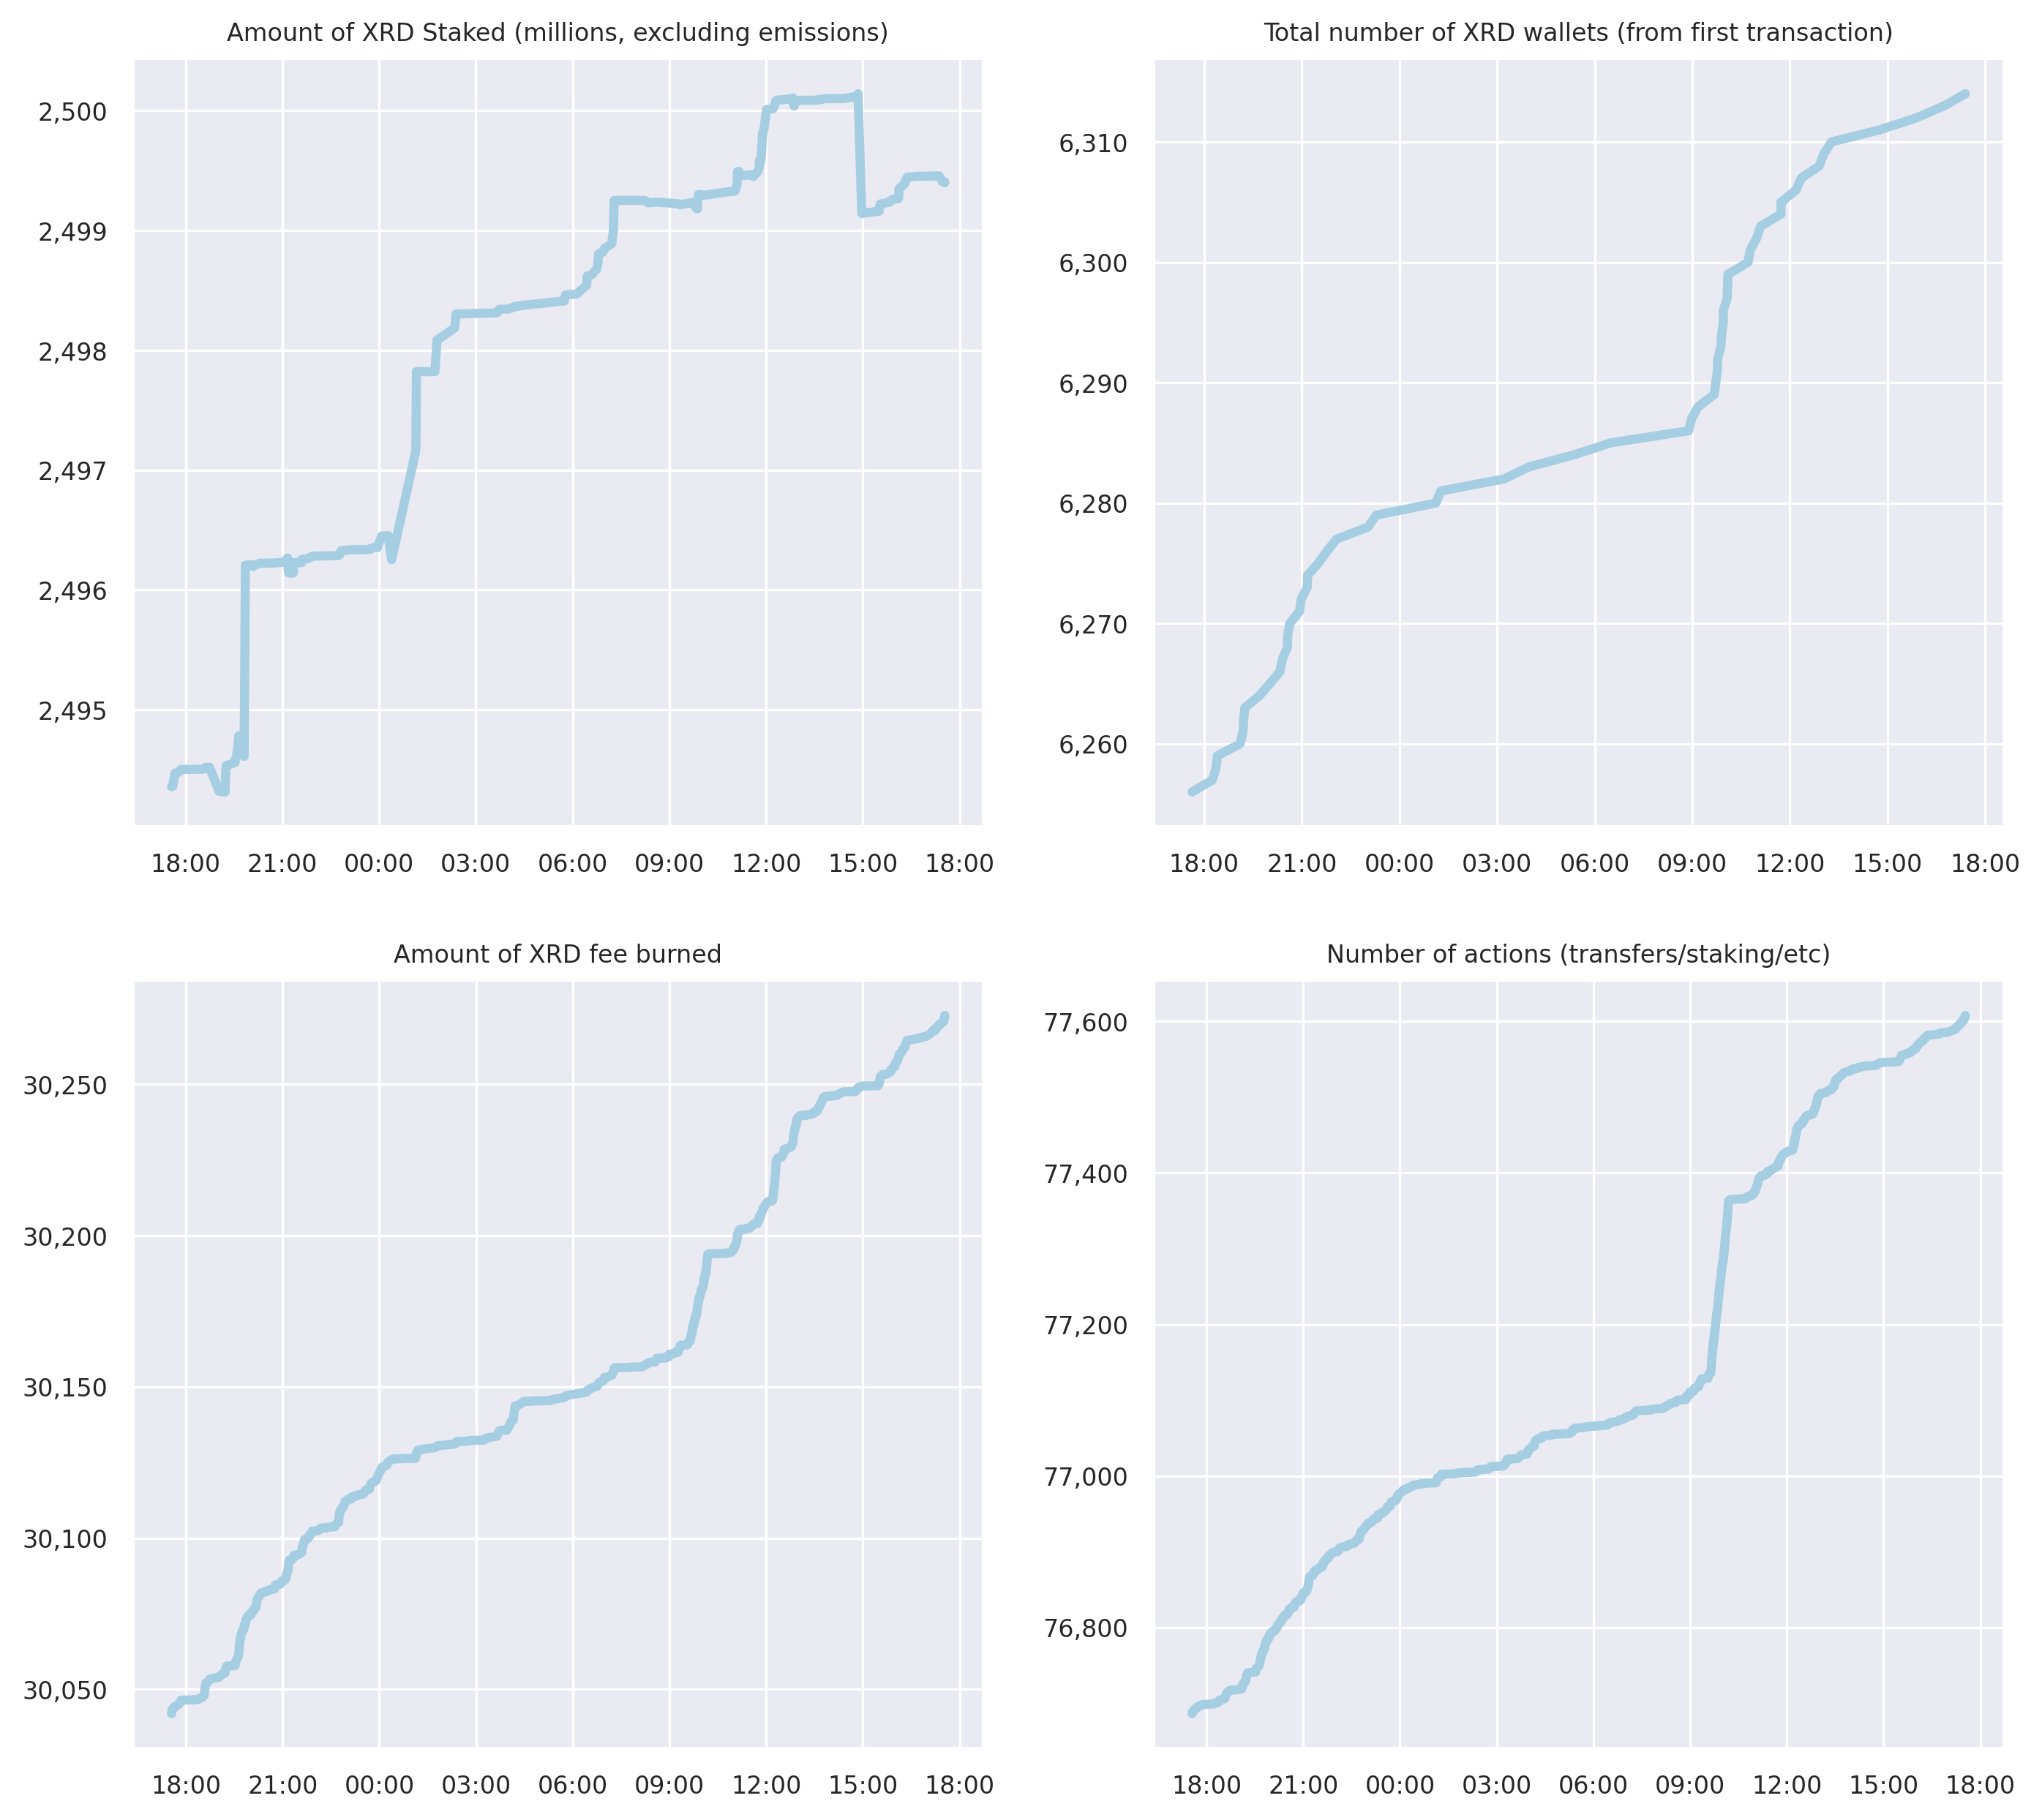 Amount of XRD Staked (millions, excluding emissions)
2,500
2,499
2,498
2,497
2,496
2,495
18:00 21:00 00:00 03:00 06:00 09:00 12:00 15:00 18:00
Total number of XRD wallets (from first transaction)
6,310
6,300
6,290
6,280
6,270
6,260
18:00 21:00 00:00 03:00 06:00 09:00 12:00 15:00 18:00
Amount of XRD fee burned
30,250
30,200
30,150
30,100
30,050
18:00 21:00 00:00 03:00 06:00 09:00 12:00 15:00 18:00
Number of actions (transfers/staking/etc)
77,600
77,400
77,200
77,000
76,800
18:00 21:00 00:00 03:00 06:00 09:00 12:00 15:00 18:00